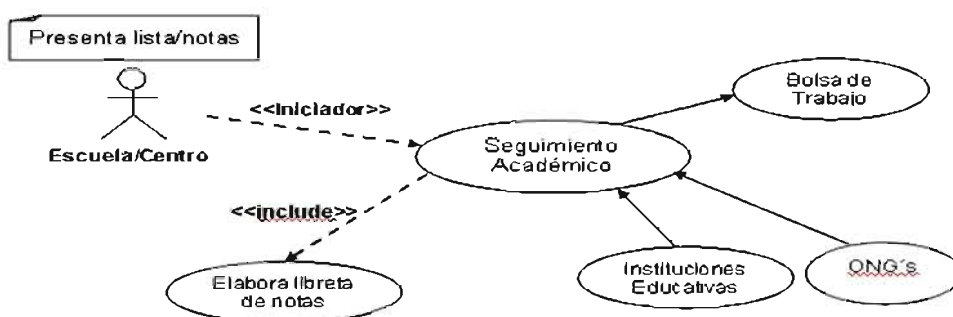 Presenta lista/notas
Bolsa de
Trabajo
<<Iniciador>>
Escuela/Centro
Seguimiento
Académico
<<include>>
Elabora libreta
de notas
Instituciones
Educativas
ONG´s